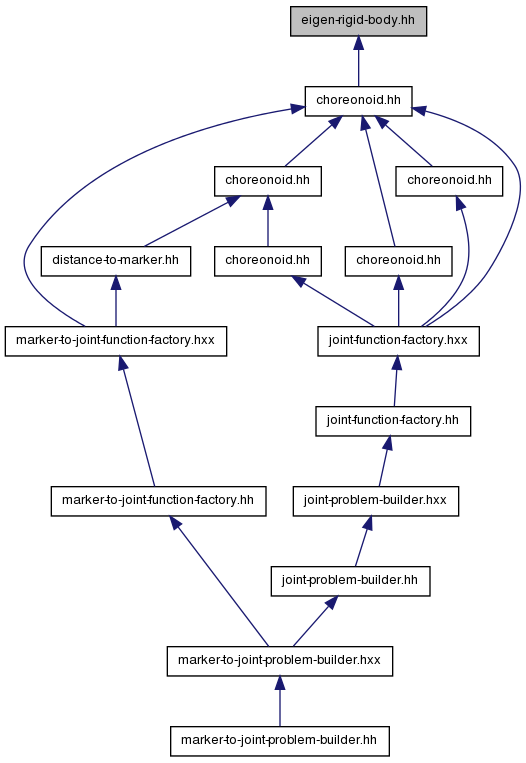 eigen-rigid-body.hh
choreonoid.hh
choreonoid.hh
choreonoid.hh
distance-to-marker.hh
choreonoid.hh
choreonoid.hh
marker-to-joint-function-factory.hxx
joint-function-factory.hxx
joint-function-factory.hh
marker-to-joint-function-factory.hh
joint-problem-builder.hxx
joint-problem-builder.hh
marker-to-joint-problem-builder.hxx
marker-to-joint-problem-builder.hh